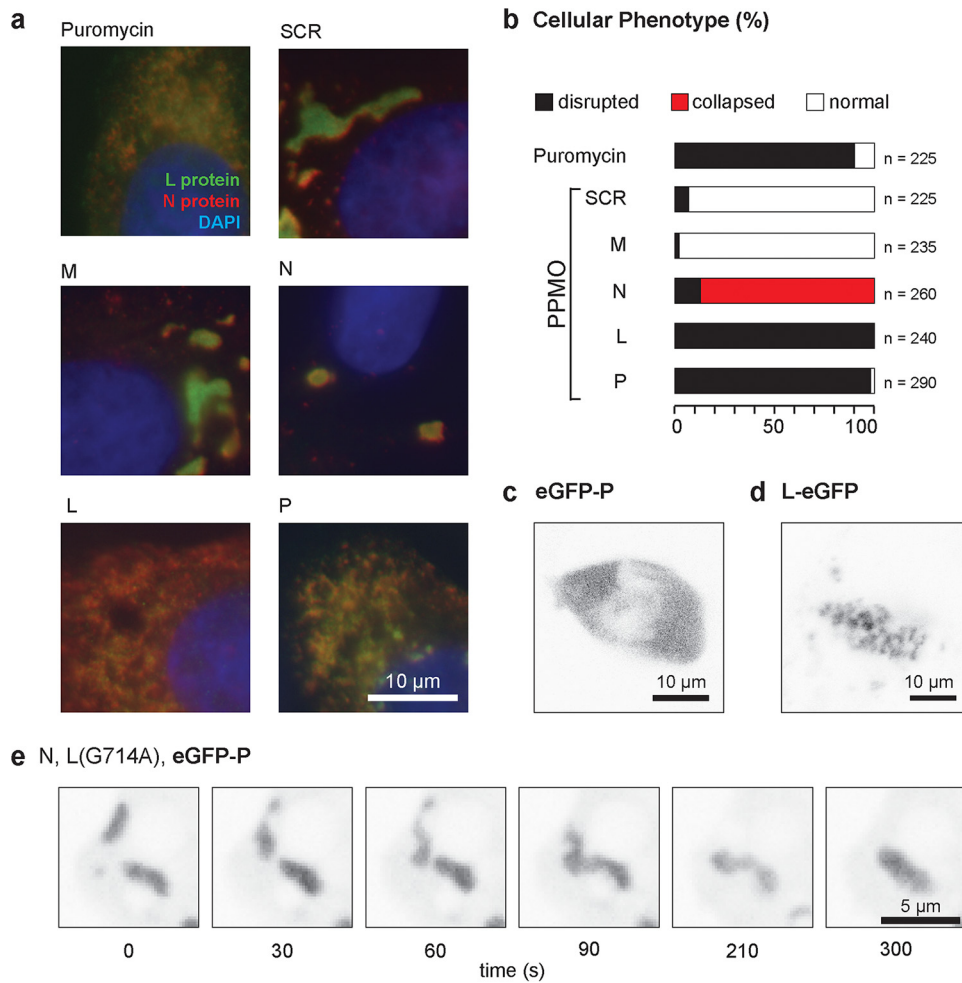 a
Puromycin
SCR
L protein
N protein
DAPI
M
N
L
P
10 µm
b Cellular Phenotype (%)
disrupted collapsed normal
Puromycin n = 225
PPMO
SCR n = 225
M n = 235
N n = 260
L n = 240
P n = 290
0 50 100
c eGFP-P
10 µm
d L-eGFP
10 µm
e N, L(G714A), eGFP-P
5 µm
0 30 60 90 210 300
time (s)